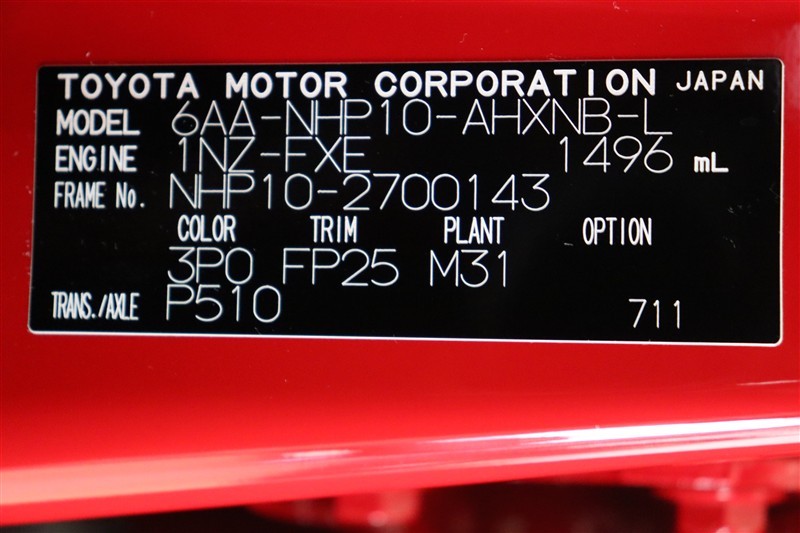 TOYOTA MOTOR CORPORATION JAPAN
MODEL 6AA-NHP10-AHXNB-L
ENGINE 1NZ-FXE 1496 mL
FRAME No. NHP10-2700143
COLOR TRIM PLANT OPTION
3P0 FP25 M31
TRANS./AXLE P510 711